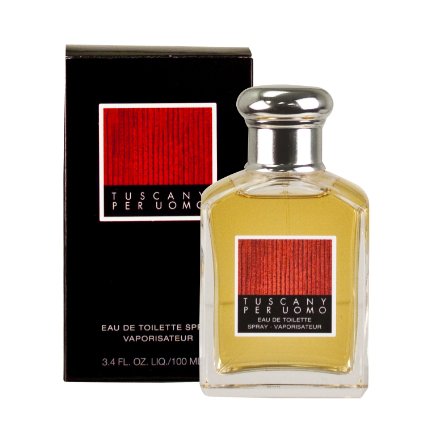 TUSCANY
PER UOMO
EAU DE TOILETTE
VAPORISATEUR
3.4 FL. OZ. LIQ./100
TUSCANY
PER UOMO
EAU DE TOILETTE
SPRAY - VAPORISATEUR